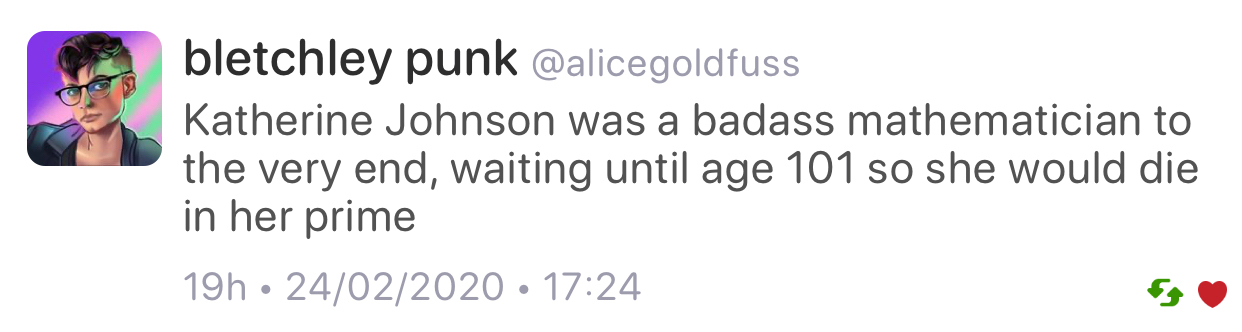 bletchley punk @alicegoldfuss
Katherine Johnson was a badass mathematician to
the very end, waiting until age 101 so she would die
in her prime
19h • 24/02/2020 • 17:24